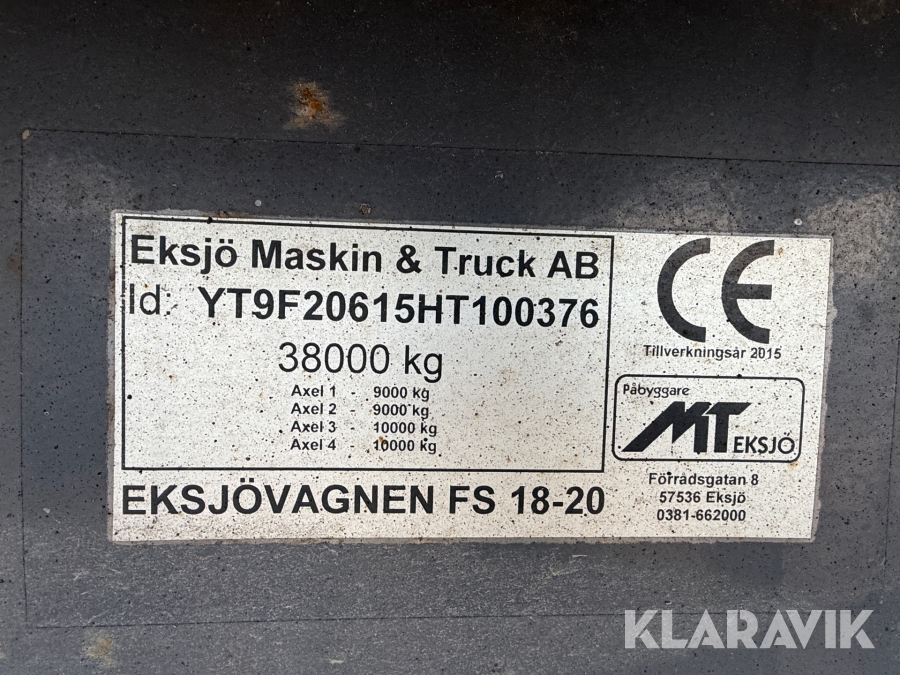 Eksjö Maskin & Truck AB
Id: YT9F20615HT100376
38000 kg
Axel 1 - 9000 kg
Axel 2 - 9000 kg
Axel 3 - 10000 kg
Axel 4 - 10000 kg
EKSJÖVAGNEN FS 18-20
CE
Tillverkningsår 2015
Påbyggare
MT EKSJÖ
Förrådsgatan 8
57536 Eksjö
0381-662000
KLARAVIK